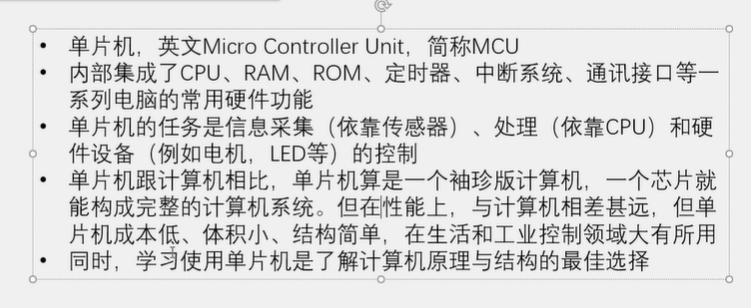 • 单片机，英文Micro Controller Unit，简称MCU
• 内部集成了CPU、RAM、ROM、定时器、中断系统、通讯接口等一
系列电脑的常用硬件功能
• 单片机的任务是信息采集（依靠传感器）、处理（依靠CPU）和硬
件设备（例如电机，LED等）的控制
• 单片机跟计算机相比，单片机算是一个袖珍版计算机，一个芯片就
能构成完整的计算机系统。但在性能上，与计算机相差甚远，但单
片机成本低、体积小、结构简单，在生活和工业控制领域大有所用
• 同时，学习使用单片机是了解计算机原理与结构的最佳选择